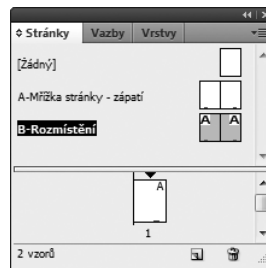 Stránky Vazby Vrstvy
[Žádný]
A-Mřížka stránky - zápatí
B-Rozmístění
A A
A
1
2 vzorů